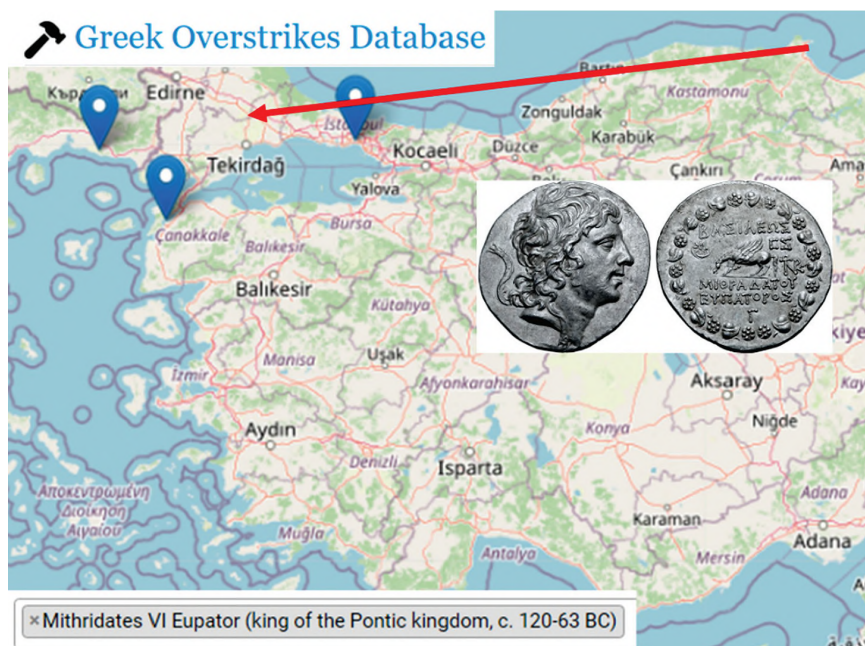 Greek Overstrikes Database
Edirne
Zonguldak
Kastamonu
Karabük
İstanbul
Kocaeli
Düzce
Çankırı
Tekirdağ
Yalova
Çanakkale
Bursa
Balıkesir
Balıkesir
ΒΑΣΙΛΕΩΣ
ΜΙΘΡΑΔΑΤΟΥ
ΕΥΠΑΤΟΡΟΣ
Γ
Kütahya
Manisa
Uşak
Afyonkarahisar
Aksaray
İzmir
Niğde
Aydın
Konya
Denizli
Isparta
Αποκεντρωμένη
Διοίκηση
Αιγαίου
Adana
Karaman
Muğla
Adana
Antalya
Mersin
×Mithridates VI Eupator (king of the Pontic kingdom, c. 120-63 BC)